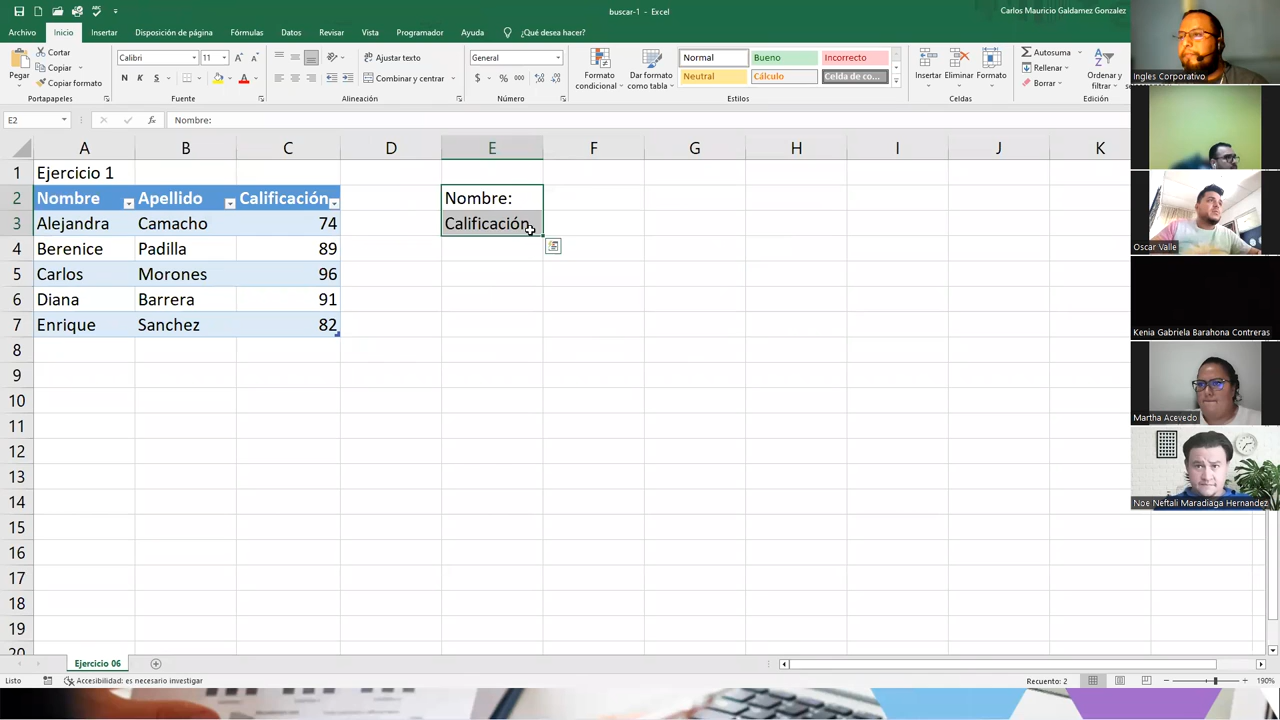 buscar-1 - Excel
Carlos Mauricio Galdamez Gonzalez
Archivo Inicio Insertar Disposición de página Fórmulas Datos Revisar Vista Programador Ayuda ¿Qué desea hacer?
Pegar
Cortar
Copiar
Copiar formato
Portapapeles
Calibri 11
N K S
Fuente
Ajustar texto
Combinar y centrar
Alineación
General
$ % 000
Número
Formato condicional
Dar formato como tabla
Normal Bueno Incorrecto
Neutral Cálculo Celda de co...
Estilos
Insertar Eliminar Formato
Celdas
Autosuma
Rellenar
Borrar
Ordenar y filtrar
Edición
E2 fx Nombre:
A B C D E F G H I J K
1 Ejercicio 1
2 Nombre Apellido Calificación Nombre:
3 Alejandra Camacho 74 Calificación
4 Berenice Padilla 89
5 Carlos Morones 96
6 Diana Barrera 91
7 Enrique Sanchez 82
8
9
10
11
12
13
14
15
16
17
18
19
20
Ejercicio 06
Listo Accesibilidad: es necesario investigar Recuento: 2 190%
Ingles Corporativo
Oscar Valle
Kenia Gabriela Barahona Contreras
Martha Acevedo
Noe Neftali Maradiaga Hernandez